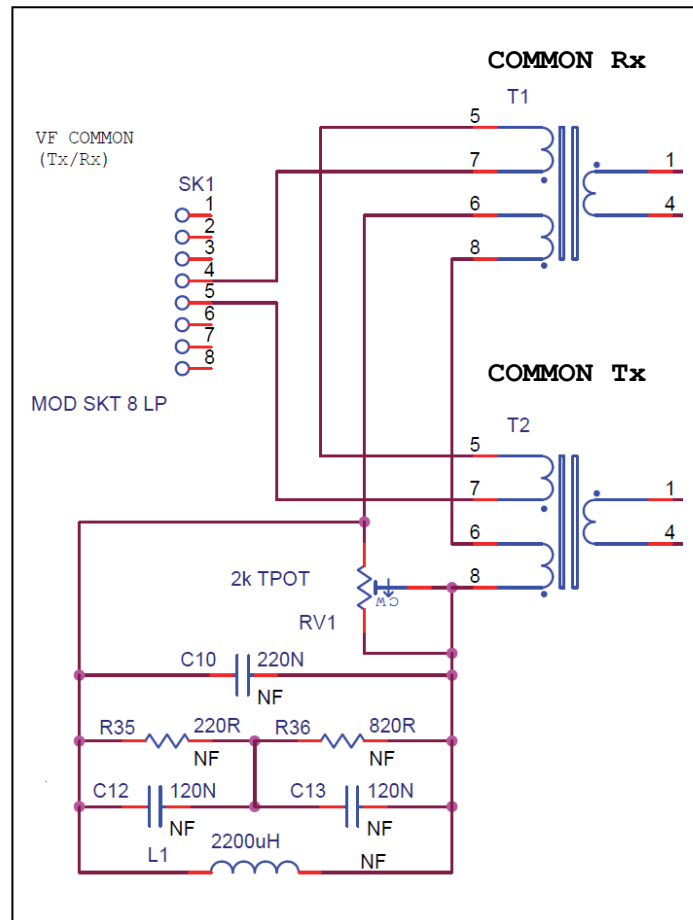 COMMON Rx
T1
VF COMMON
(Tx/Rx)
SK1
1
2
3
4
5
6
7
8
MOD SKT 8 LP
5
7
6
8
1
4
COMMON Tx
T2
5
7
6
8
1
4
2k TPOT
CW
RV1
C10 220N
NF
R35 220R R36 820R
NF NF
C12 120N C13 120N
NF NF
L1 2200uH NF